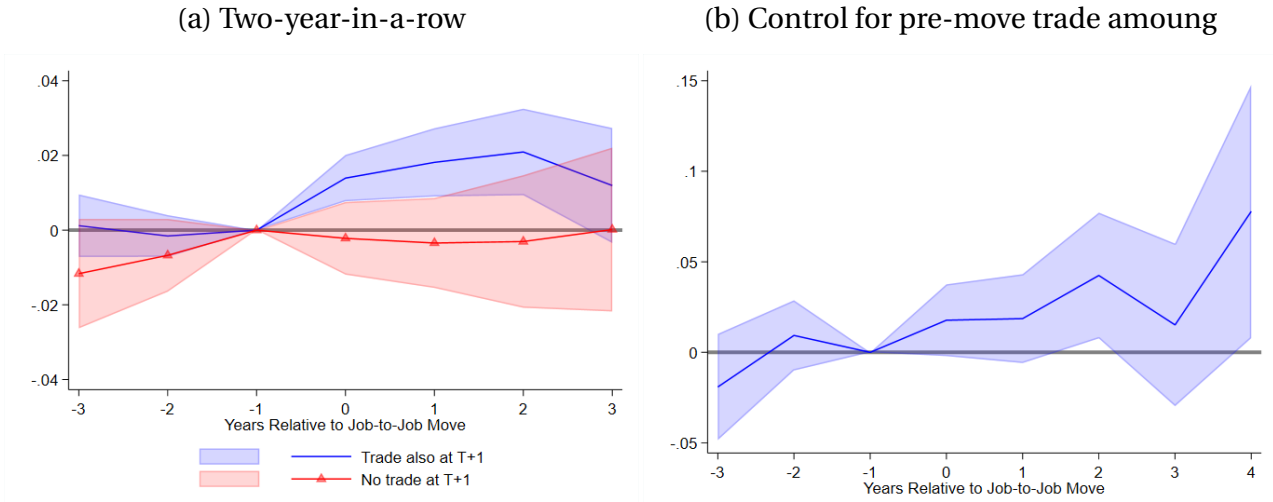 (a) Two-year-in-a-row
.04
.02
0
-.02
-.04
-3 -2 -1 0 1 2 3
Years Relative to Job-to-Job Move
Trade also at T+1
No trade at T+1
(b) Control for pre-move trade amoung
.15
.1
.05
0
-.05
-3 -2 -1 0 1 2 3 4
Years Relative to Job-to-Job Move